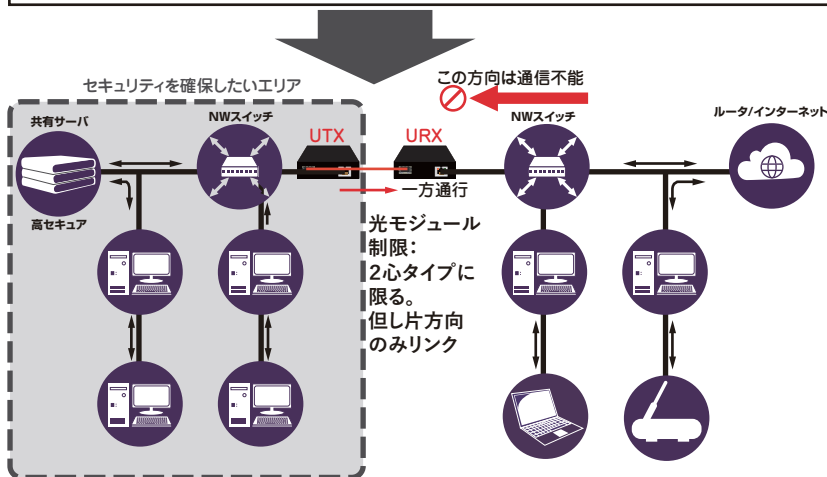 セキュリティを確保したいエリア
この方向は通信不能
共有サーバ
NWスイッチ
UTX
URX
NWスイッチ
ルータ/インターネット
一方通行
高セキュア
光モジュール
制限：
2心タイプに
限る。
但し片方向
のみリンク